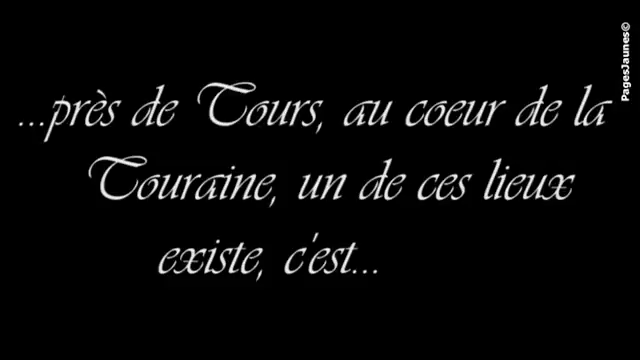 ...près de Tours, au coeur de la
Touraine, un de ces lieux
existe, c'est...
PagesJaunes©